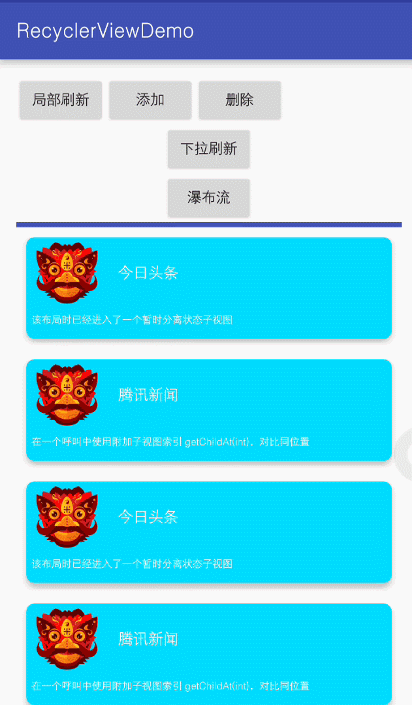 RecyclerViewDemo
局部刷新 添加 删除
下拉刷新
瀑布流
今日头条
该布局时已经进入了一个暂时分离状态子视图
腾讯新闻
在一个呼叫中使用附加子视图索引 getChildAt(int)，对比同位置
今日头条
该布局时已经进入了一个暂时分离状态子视图
腾讯新闻
在一个呼叫中使用附加子视图索引 getChildAt(int)，对比同位置